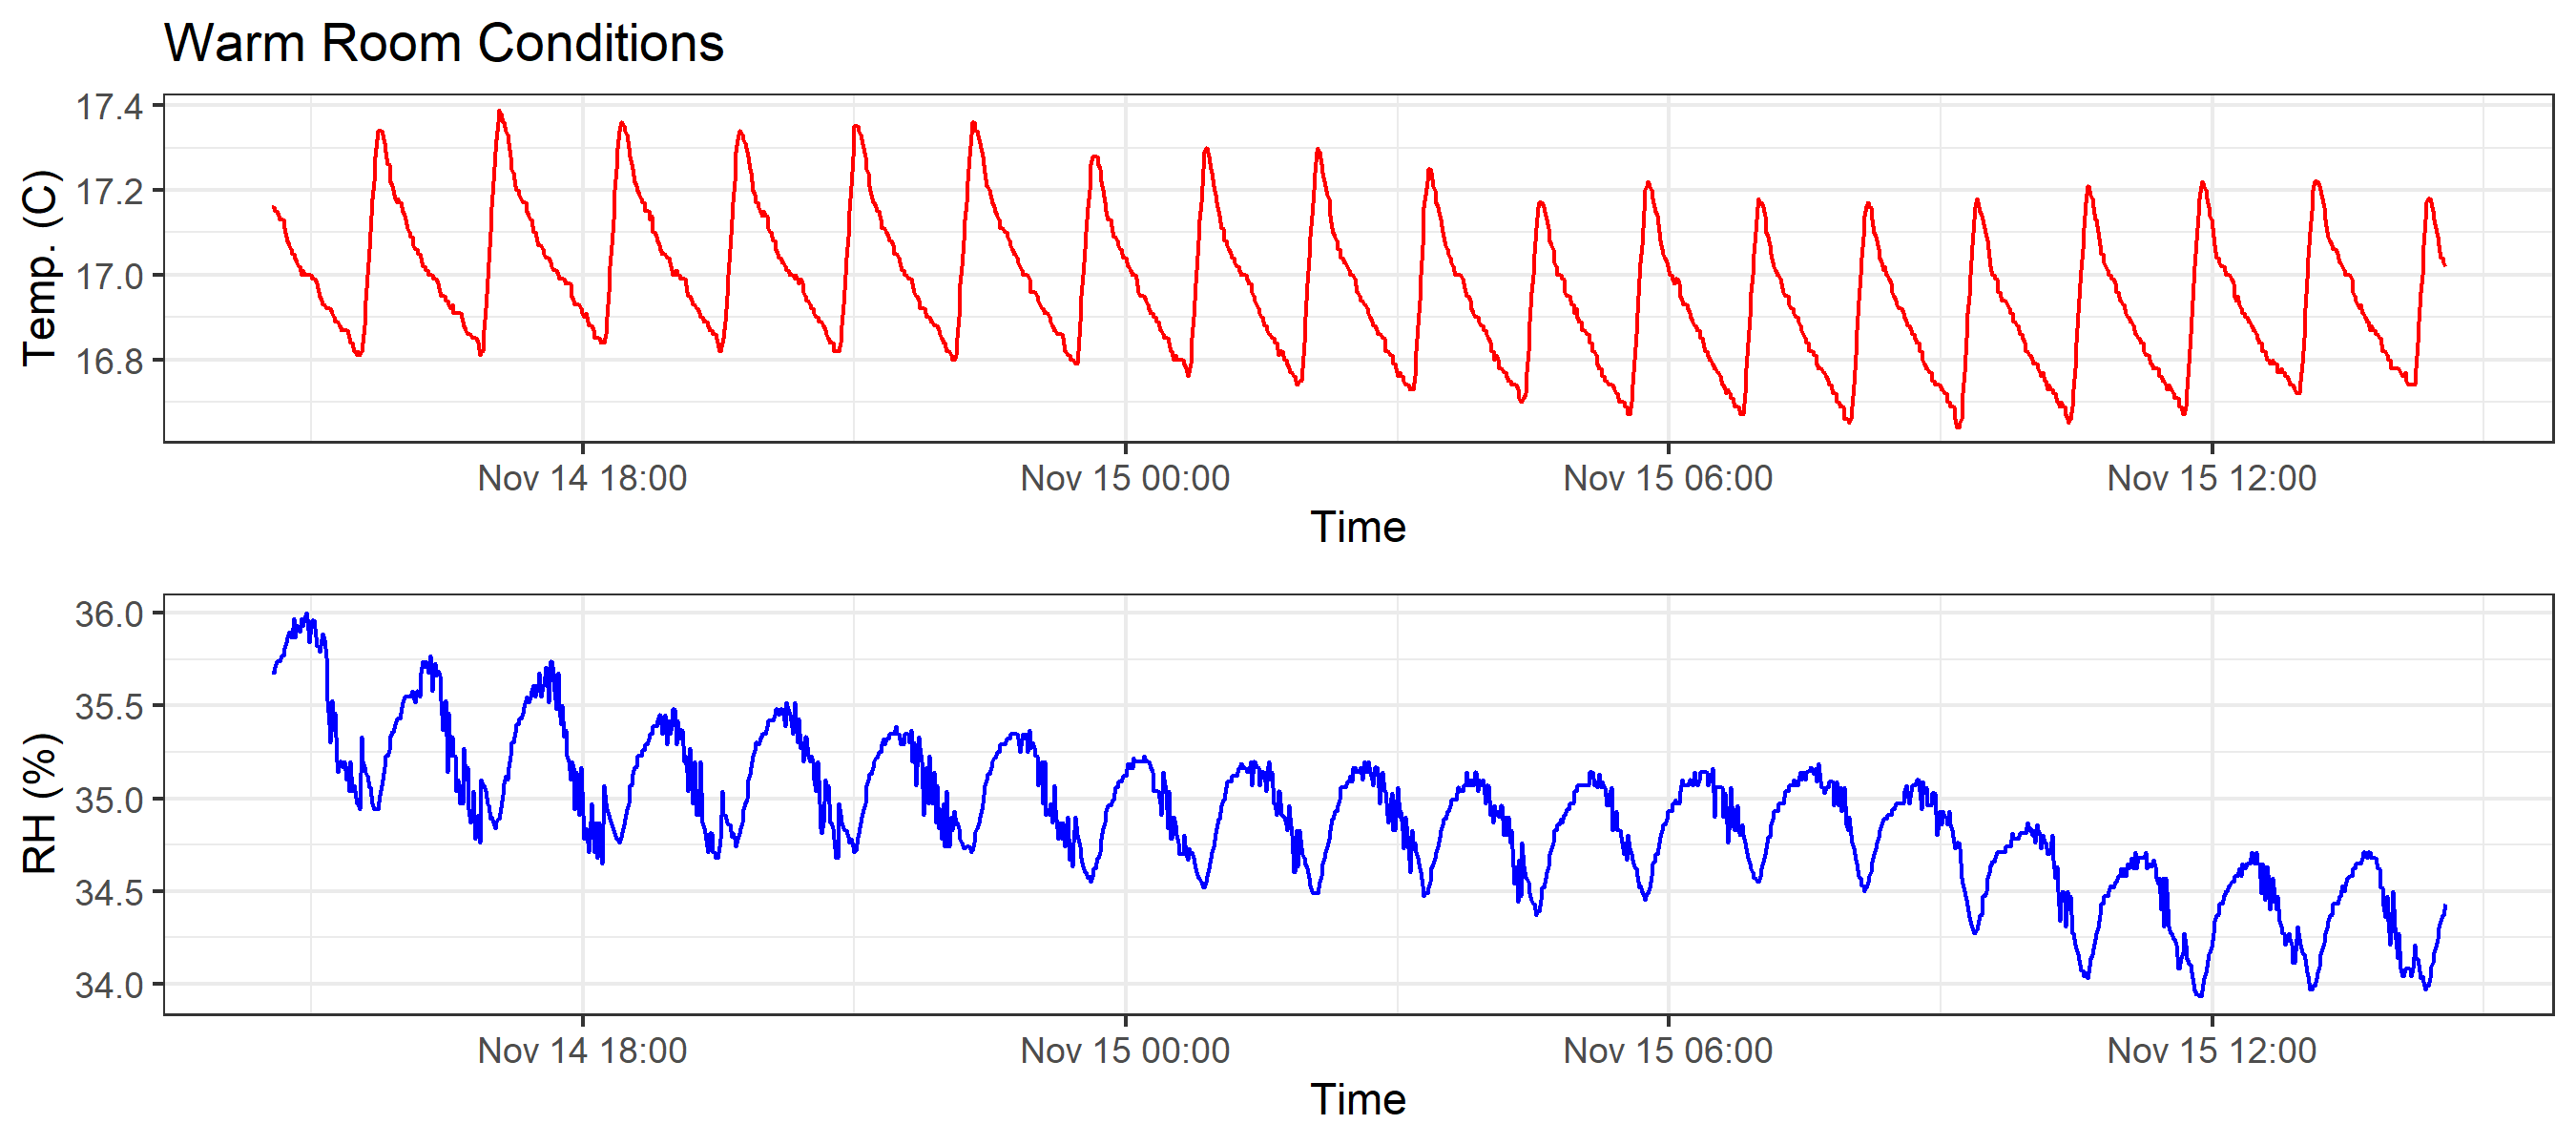 Warm Room Conditions
17.4
17.2
17.0
16.8
Temp. (C)
Nov 14 18:00 Nov 15 00:00 Nov 15 06:00 Nov 15 12:00
Time
36.0
35.5
35.0
34.5
34.0
RH (%)
Nov 14 18:00 Nov 15 00:00 Nov 15 06:00 Nov 15 12:00
Time